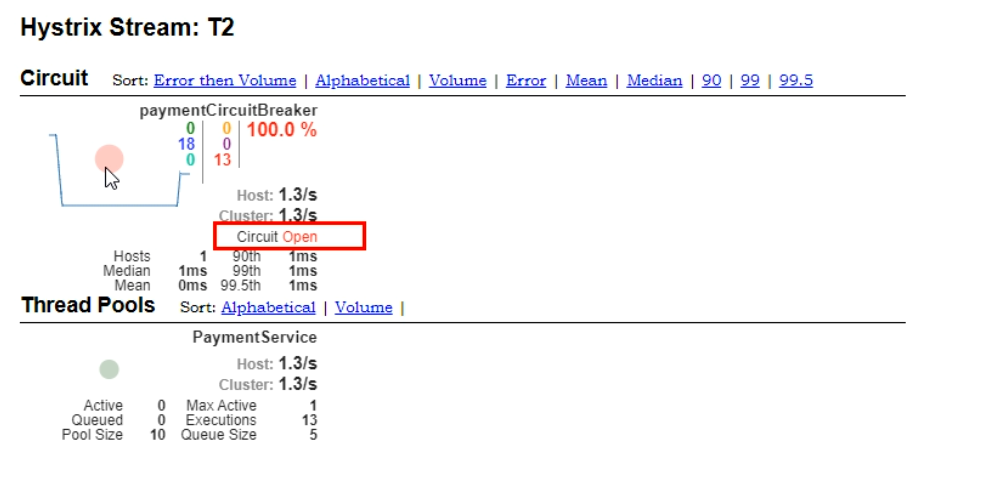 Hystrix Stream: T2
Circuit Sort: Error then Volume | Alphabetical | Volume | Error | Mean | Median | 90 | 99 | 99.5
paymentCircuitBreaker
0 0 100.0 %
18 0
0 13
Host: 1.3/s
Cluster: 1.3/s
Circuit Open
Hosts 1 90th 1ms
Median 1ms 99th 1ms
Mean 0ms 99.5th 1ms
Thread Pools Sort: Alphabetical | Volume |
PaymentService
Host: 1.3/s
Cluster: 1.3/s
Active 0 Max Active 1
Queued 0 Executions 13
Pool Size 10 Queue Size 5